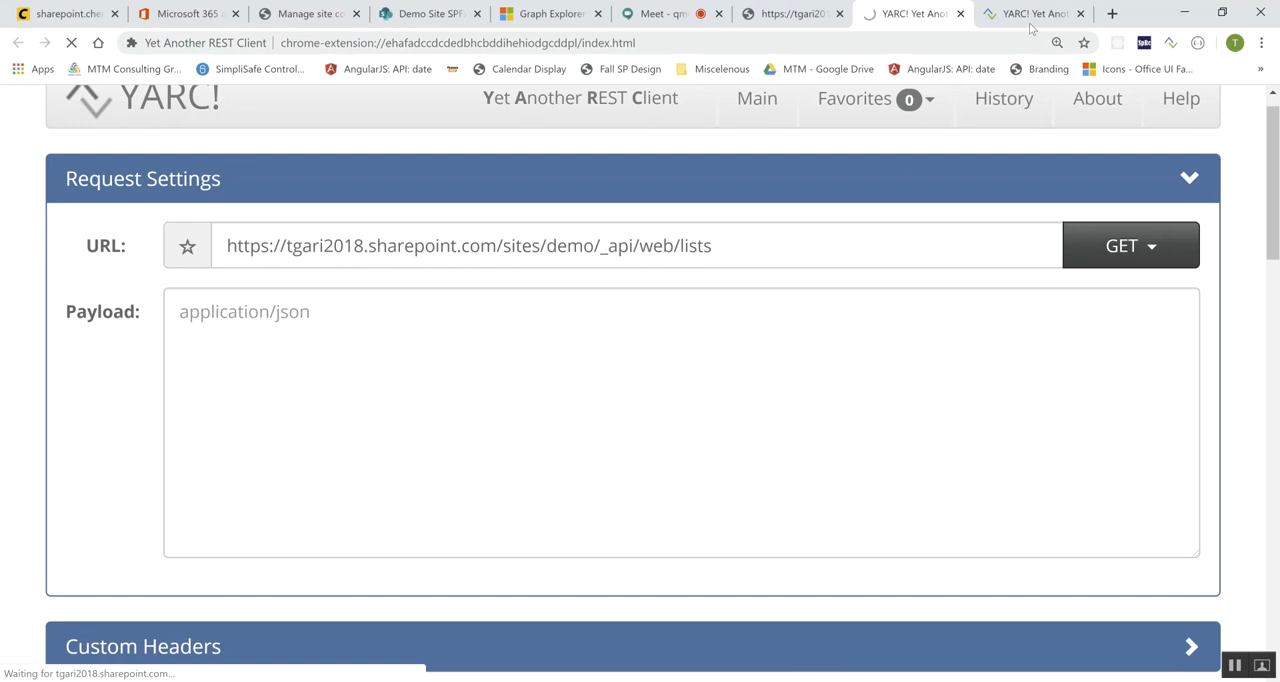 sharepoint.che
Microsoft 365 a
Manage site co
Demo Site SPFx
Graph Explorer
Meet - qm
https://tgari201
YARC! Yet Anot
YARC! Yet Anot
Yet Another REST Client
chrome-extension://ehafadccdcdedbhcbddihehiodgcddpl/index.html
T
Apps
MTM Consulting Gr...
SimpliSafe Control...
AngularJS: API: date
Calendar Display
Fall SP Design
Miscelenous
MTM - Google Drive
AngularJS: API: date
Branding
Icons - Office UI Fa...
»
YARC!
Yet Another REST Client
Main
Favorites 0
History
About
Help
Request Settings
URL:
https://tgari2018.sharepoint.com/sites/demo/_api/web/lists
GET
Payload:
application/json
Custom Headers
Waiting for tgari2018.sharepoint.com...